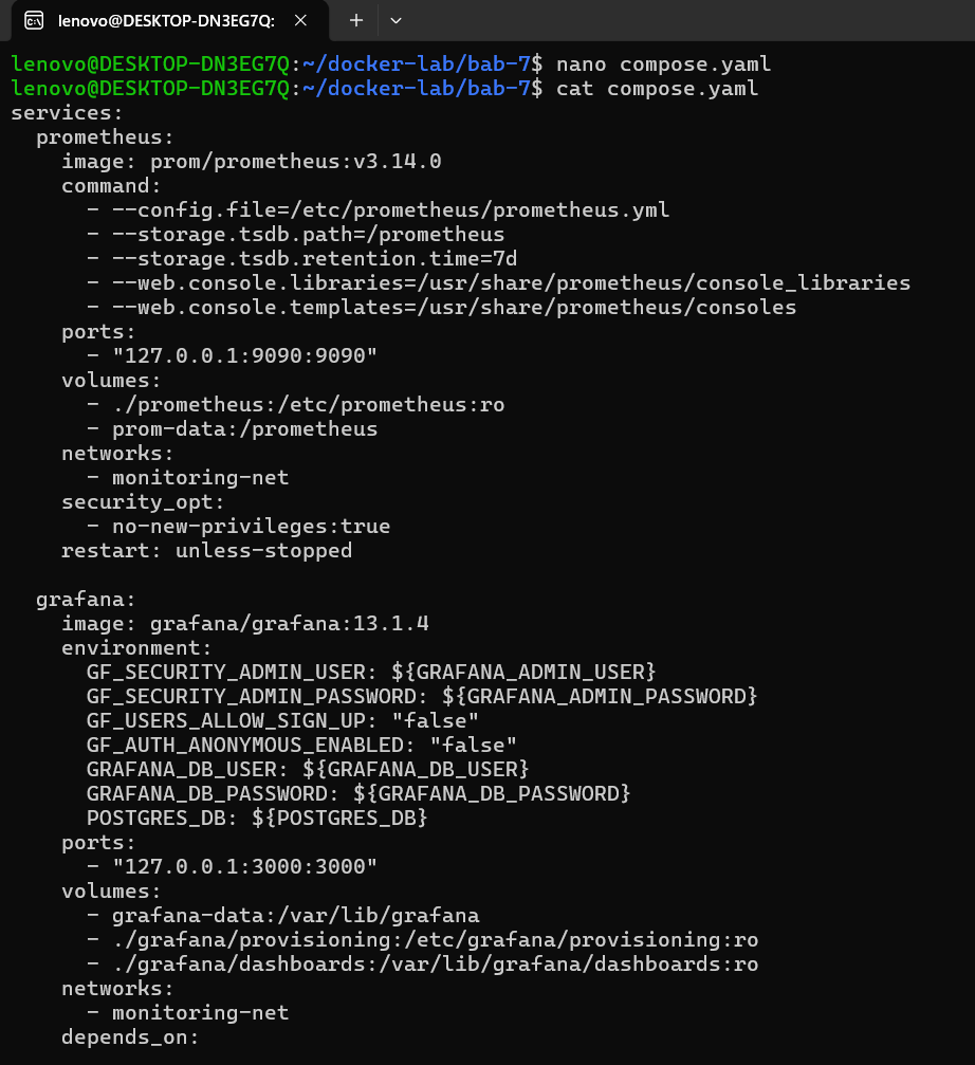 lenovo@DESKTOP-DN3EG7Q:
lenovo@DESKTOP-DN3EG7Q:~/docker-lab/bab-7$ nano compose.yaml
lenovo@DESKTOP-DN3EG7Q:~/docker-lab/bab-7$ cat compose.yaml
services:
  prometheus:
    image: prom/prometheus:v3.14.0
    command:
      - --config.file=/etc/prometheus/prometheus.yml
      - --storage.tsdb.path=/prometheus
      - --storage.tsdb.retention.time=7d
      - --web.console.libraries=/usr/share/prometheus/console_libraries
      - --web.console.templates=/usr/share/prometheus/consoles
    ports:
      - "127.0.0.1:9090:9090"
    volumes:
      - ./prometheus:/etc/prometheus:ro
      - prom-data:/prometheus
    networks:
      - monitoring-net
    security_opt:
      - no-new-privileges:true
    restart: unless-stopped

  grafana:
    image: grafana/grafana:13.1.4
    environment:
      GF_SECURITY_ADMIN_USER: ${GRAFANA_ADMIN_USER}
      GF_SECURITY_ADMIN_PASSWORD: ${GRAFANA_ADMIN_PASSWORD}
      GF_USERS_ALLOW_SIGN_UP: "false"
      GF_AUTH_ANONYMOUS_ENABLED: "false"
      GRAFANA_DB_USER: ${GRAFANA_DB_USER}
      GRAFANA_DB_PASSWORD: ${GRAFANA_DB_PASSWORD}
      POSTGRES_DB: ${POSTGRES_DB}
    ports:
      - "127.0.0.1:3000:3000"
    volumes:
      - grafana-data:/var/lib/grafana
      - ./grafana/provisioning:/etc/grafana/provisioning:ro
      - ./grafana/dashboards:/var/lib/grafana/dashboards:ro
    networks:
      - monitoring-net
    depends_on: